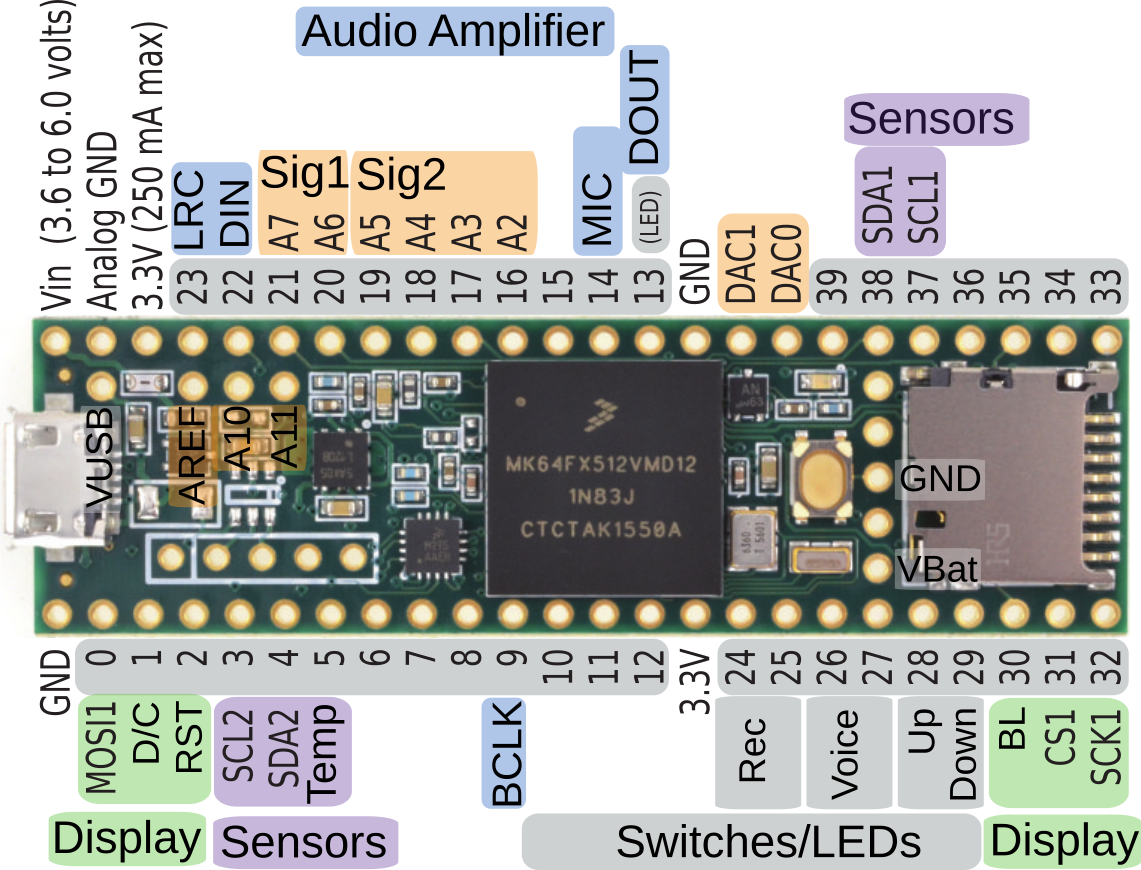 Audio Amplifier
Vin (3.6 to 6.0 volts)
Analog GND
3.3V (250 mA max)
LRC
DIN
Sig1
Sig2
A7
A6
A5
A4
A3
A2
MIC
DOUT
(LED)
GND
DAC1
DAC0
Sensors
SDA1
SCL1
23 22 21 20 19 18 17 16 15 14 13
39 38 37 36 35 34 33
VUSB
AREF
A10
A11
MK64FX512VMD12
1N83J
CTCTAK1550A
GND
VBat
GND
0 1 2 3 4 5 6 7 8 9 10 11 12
3.3V
24 25 26 27 28 29 30 31 32
MOSI1
D/C
RST
SCL2
SDA2
Temp
BCLK
Rec
Voice
Up
Down
BL
CS1
SCK1
Display
Sensors
Switches/LEDs
Display